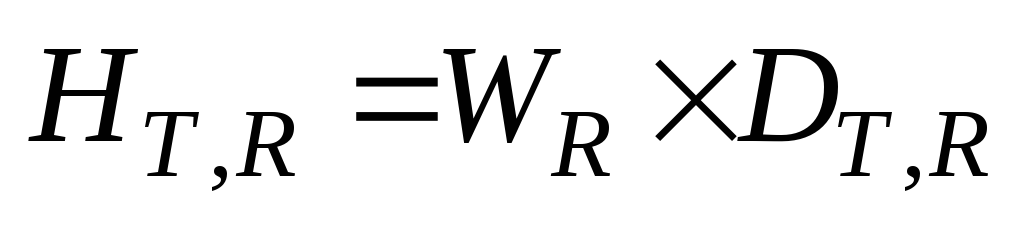 H_{T,R} = W_R × D_{T,R}